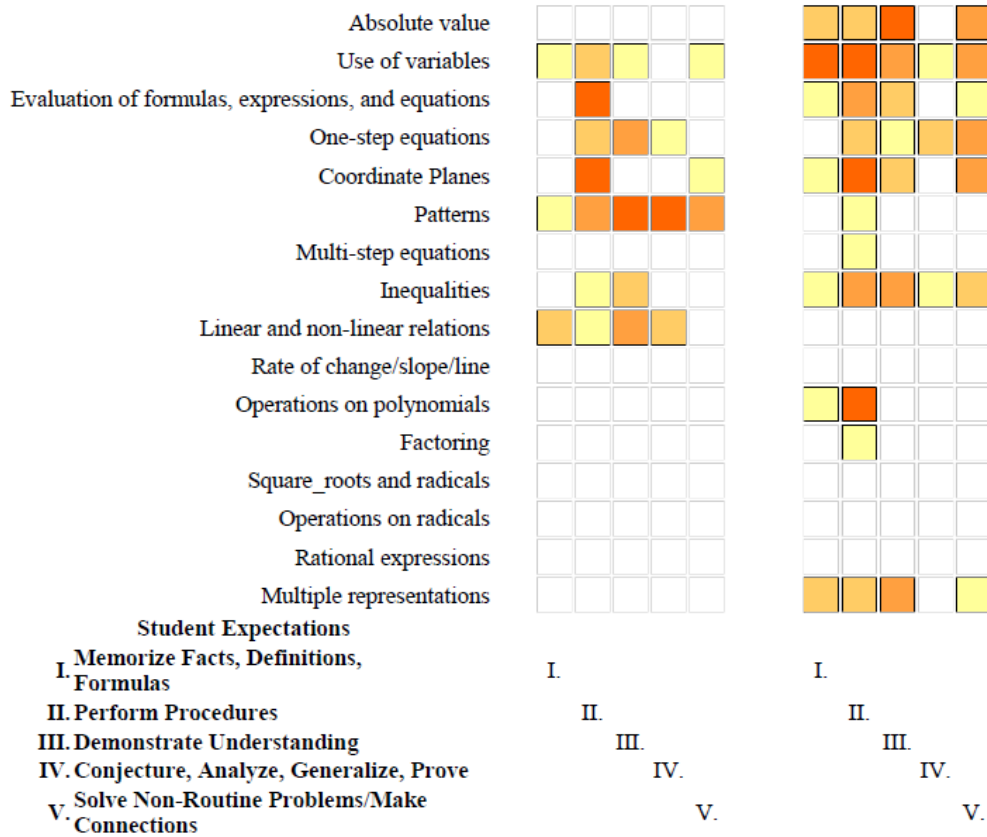 Absolute value
Use of variables
Evaluation of formulas, expressions, and equations
One-step equations
Coordinate Planes
Patterns
Multi-step equations
Inequalities
Linear and non-linear relations
Rate of change/slope/line
Operations on polynomials
Factoring
Square_roots and radicals
Operations on radicals
Rational expressions
Multiple representations
Student Expectations
I. Memorize Facts, Definitions,
Formulas
I. I.
II. Perform Procedures II. II.
III. Demonstrate Understanding III. III.
IV. Conjecture, Analyze, Generalize, Prove IV. IV.
V. Solve Non-Routine Problems/Make
Connections
V. V.